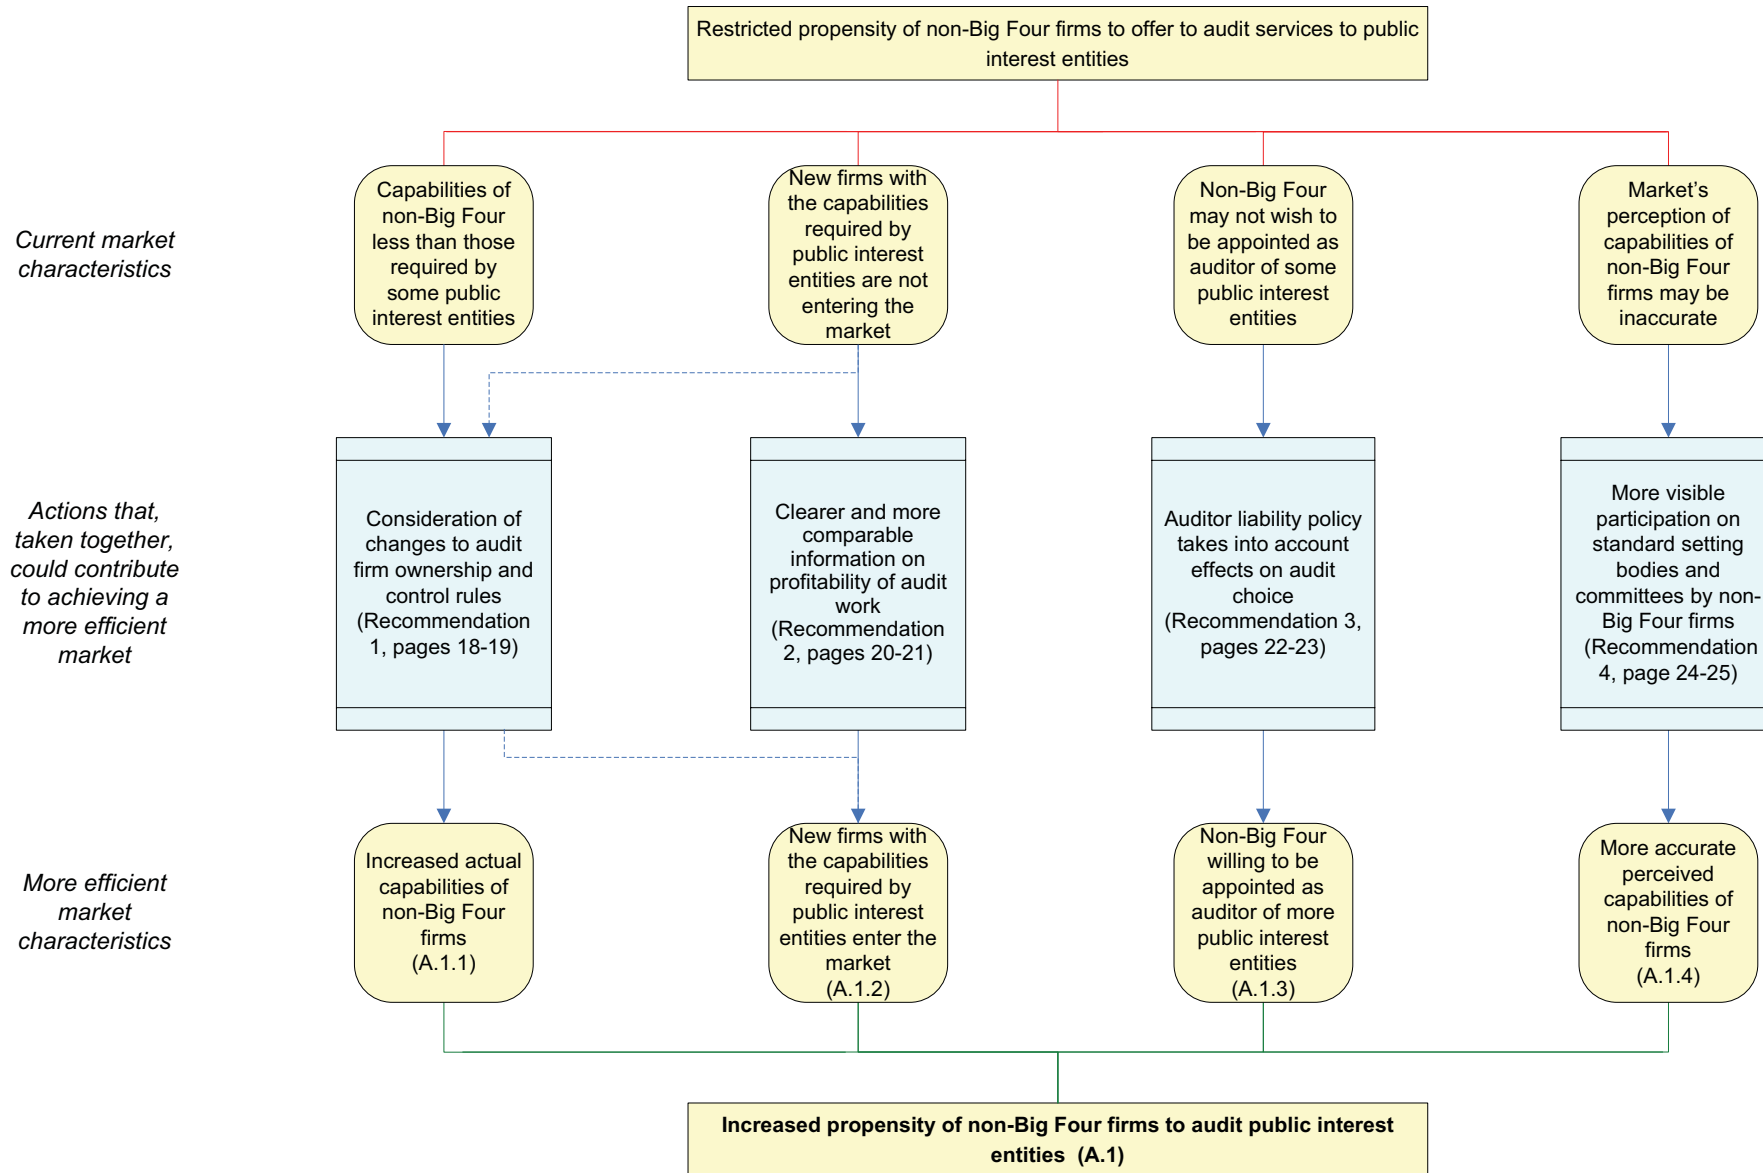 Restricted propensity of non-Big Four firms to offer to audit services to public
interest entities
Current market
characteristics
Capabilities of
non-Big Four
less than those
required by
some public
interest entities
New firms with
the capabilities
required by
public interest
entities are not
entering the
market
Non-Big Four
may not wish to
be appointed as
auditor of some
public interest
entities
Market's
perception of
capabilities of
non-Big Four
firms may be
inaccurate
Actions that,
taken together,
could contribute
to achieving a
more efficient
market
Consideration of
changes to audit
firm ownership and
control rules
(Recommendation
1, pages 18-19)
Clearer and more
comparable
information on
profitability of audit
work
(Recommendation
2, pages 20-21)
Auditor liability policy
takes into account
effects on audit
choice
(Recommendation 3,
pages 22-23)
More visible
participation on
standard setting
bodies and
committees by non-
Big Four firms
(Recommendation
4, page 24-25)
More efficient
market
characteristics
Increased actual
capabilities of
non-Big Four
firms
(A.1.1)
New firms with
the capabilities
required by
public interest
entities enter the
market
(A.1.2)
Non-Big Four
willing to be
appointed as
auditor of more
public interest
entities
(A.1.3)
More accurate
perceived
capabilities of
non-Big Four
firms
(A.1.4)
Increased propensity of non-Big Four firms to audit public interest
entities (A.1)